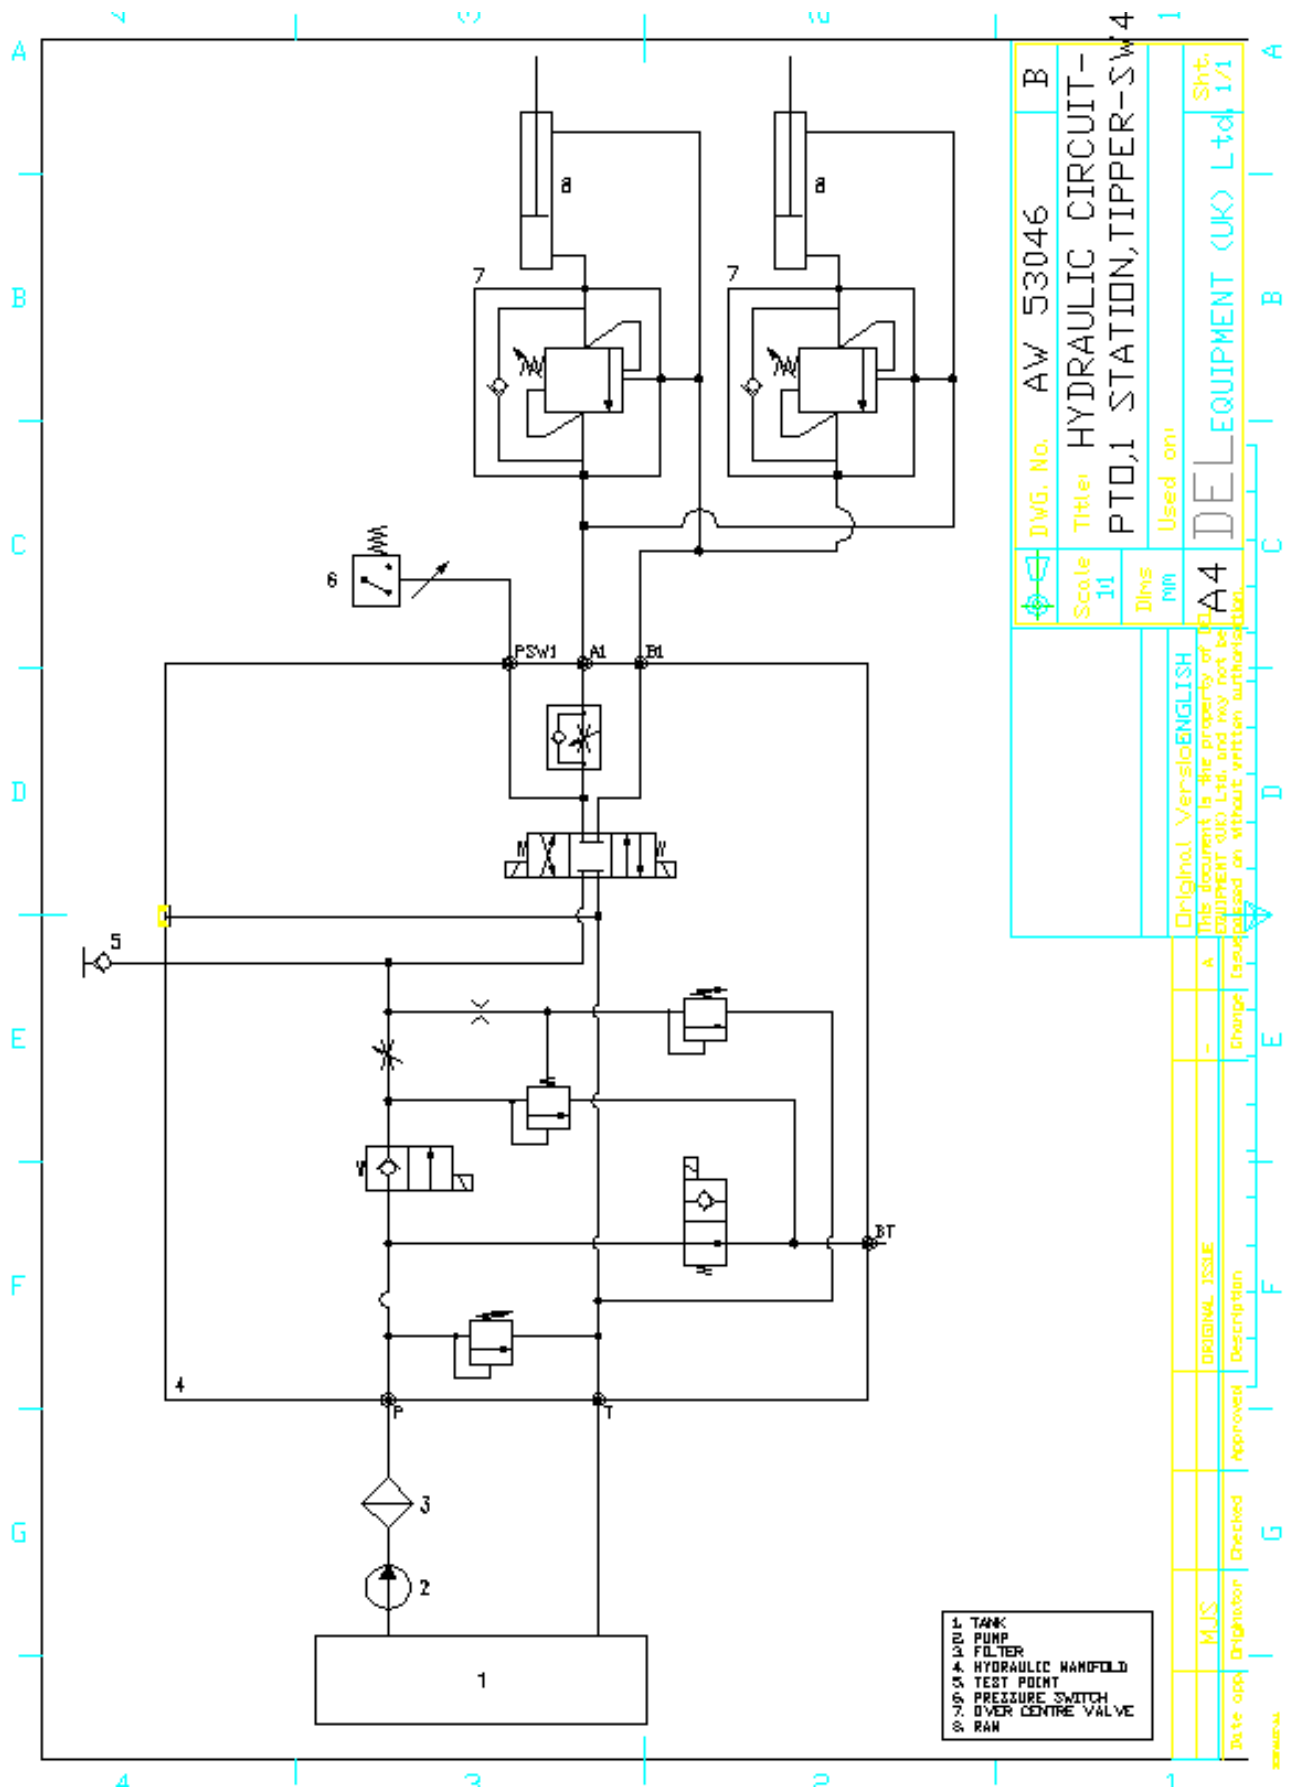 4
3
2
1
A
B
C
D
E
F
G
A
B
C
D
E
F
G
4
3
2
1
8
8
7
7
6
PSW1
A1
B1
5
BT
4
P
T
3
2
1
1. TANK
2. PUMP
3. FILTER
4. HYDRAULIC MANIFOLD
5. TEST POINT
6. PRESSURE SWITCH
7. OVER CENTRE VALVE
8. RAM
DWG. No. AW 53046 B
Scale 1:1
Title: HYDRAULIC CIRCUIT-
PTO,1 STATION,TIPPER-SW4
Dims MM
Used on:
A4
DEL EQUIPMENT (UK) Ltd.
Sht. 1/1
Original Versio ENGLISH
This document is the property of DEL
EQUIPMENT (UK) Ltd. and may not be
passed on without written authorisation.
MJS
ORIGINAL ISSUE
-
A
Date app.
Originator
Checked
Approved
Description
Change
Issue